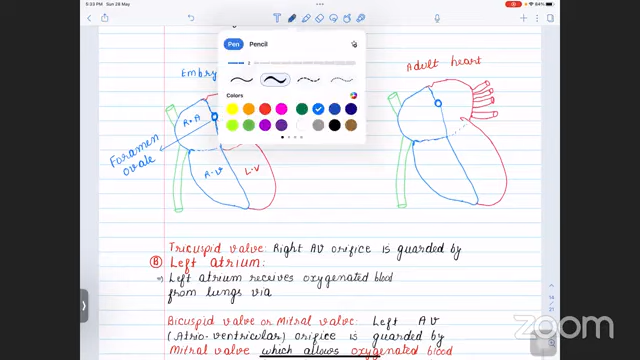 5:33 PM Sun 28 May
84%
Pen Pencil
Colors
Embry
Adult heart
R.A
Foramen
ovale
R.V L.V
Tricuspid valve: Right AV orifice is guarded by
B Left Atrium:
⇒ Left atrium receives oxygenated blood
from lungs via
Bicuspid valve or Mitral valve: Left AV
(Atrio-ventricular) orifice is guarded by
Mitral valve which allows oxygenated blood
zoom